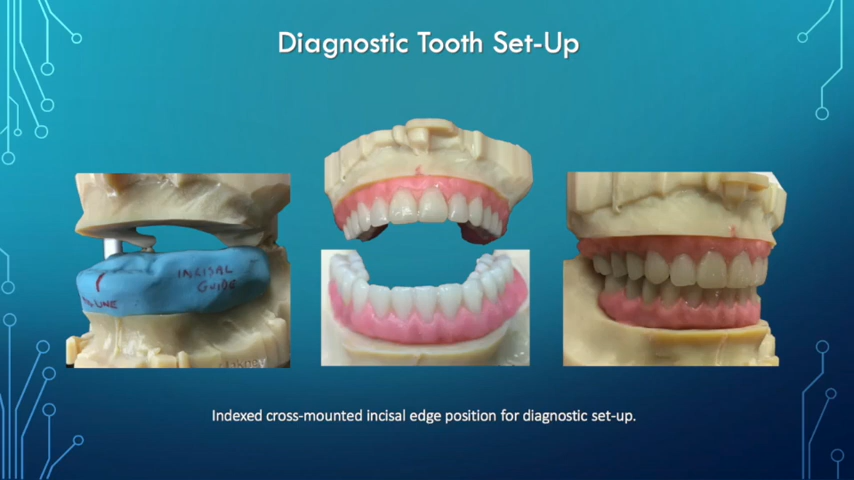 Diagnostic Tooth Set-Up
INCISAL
GUIDE
Indexed cross-mounted incisal edge position for diagnostic set-up.